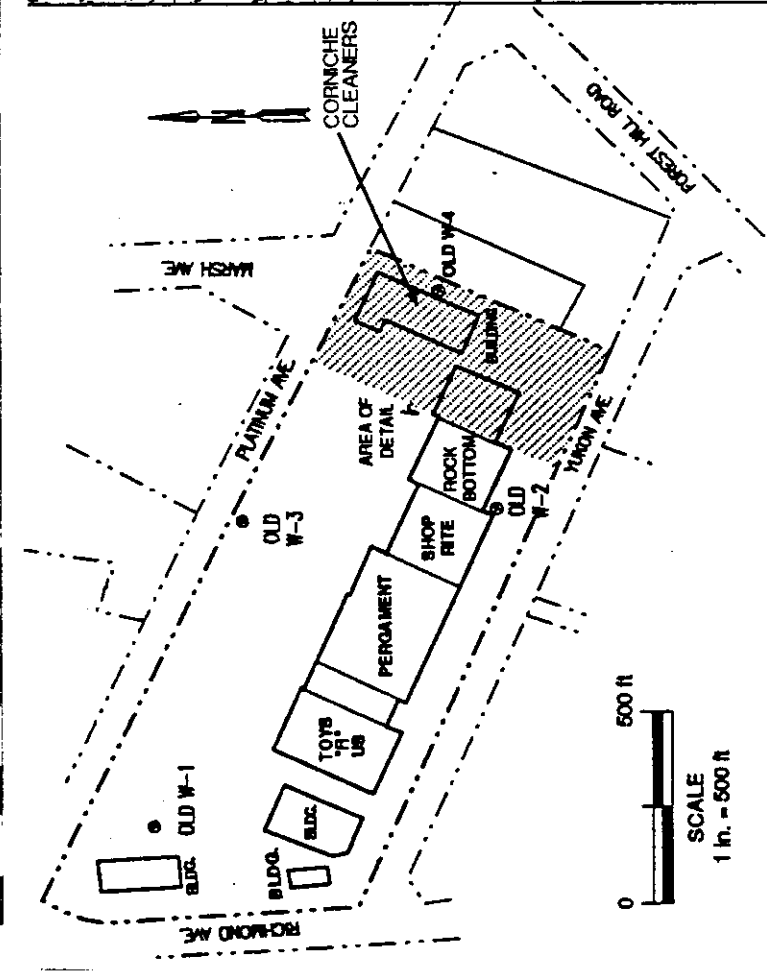 CORNICHE
CLEANERS
N
MARSH AVE.
FOREST HILL ROAD
PLATINUM AVE.
OLD W-4
BUILDING
AREA OF
DETAIL
YUKON AVE.
ROCK
BOTTOM
OLD
W-3
SHOP
RITE
OLD
W-2
PERGAMENT
TOYS
"R"
US
OLD W-1
BLDG.
BLDG.
BLDG.
RICHMOND AVE.
0
500 ft
SCALE
1 in. = 500 ft